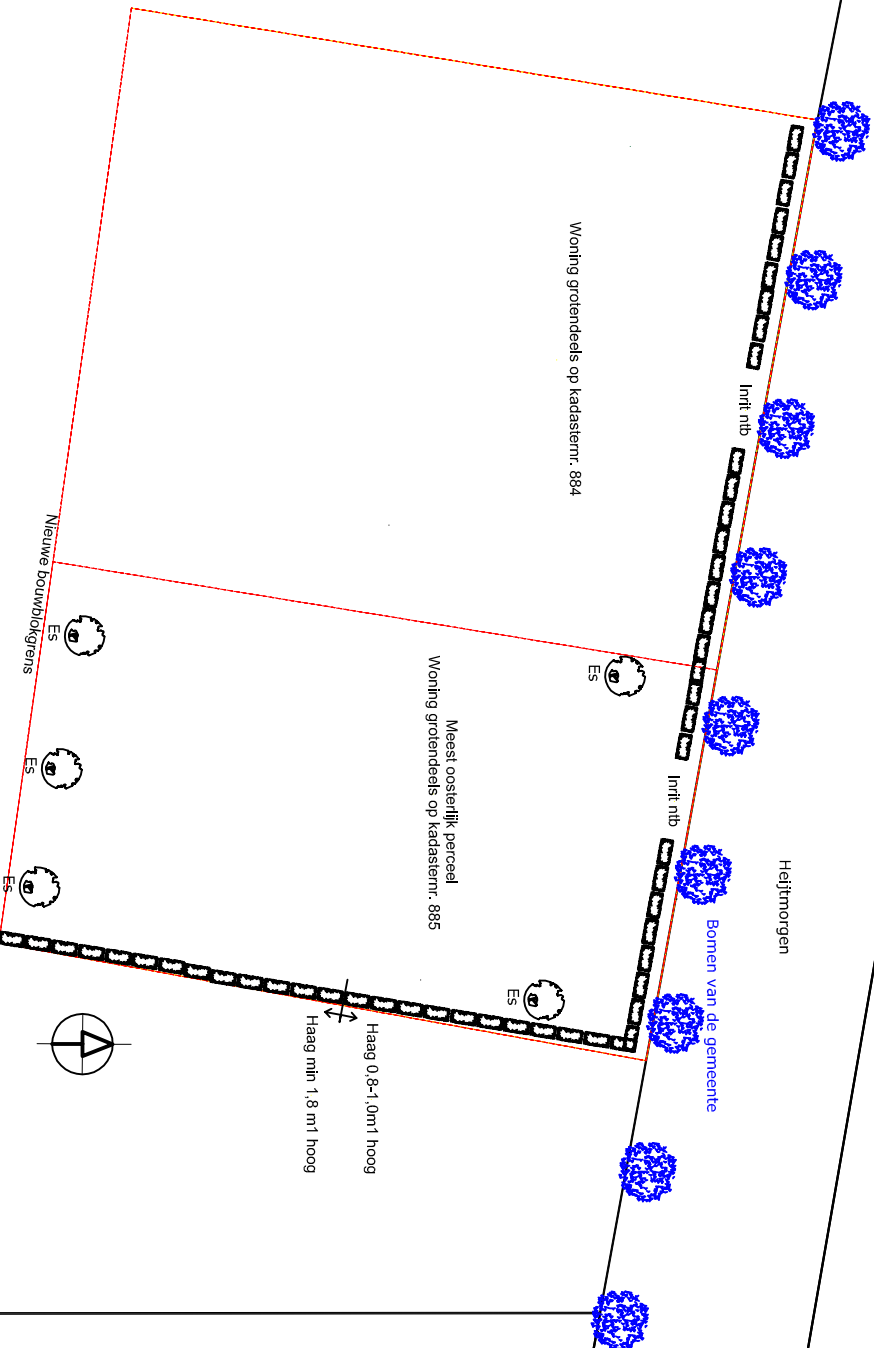 Woning grotendeels op kadasternr. 884
Inrit ntb
Nieuwe bouwblokgrens
Es
Es
Meest oosterlijk perceel
Woning grotendeels op kadasternr. 885
Es
Inrit ntb
Es
Es
Heijtmorgen
Bomen van de gemeente
Haag 0,8-1,0m1 hoog
Haag min 1,8 m1 hoog